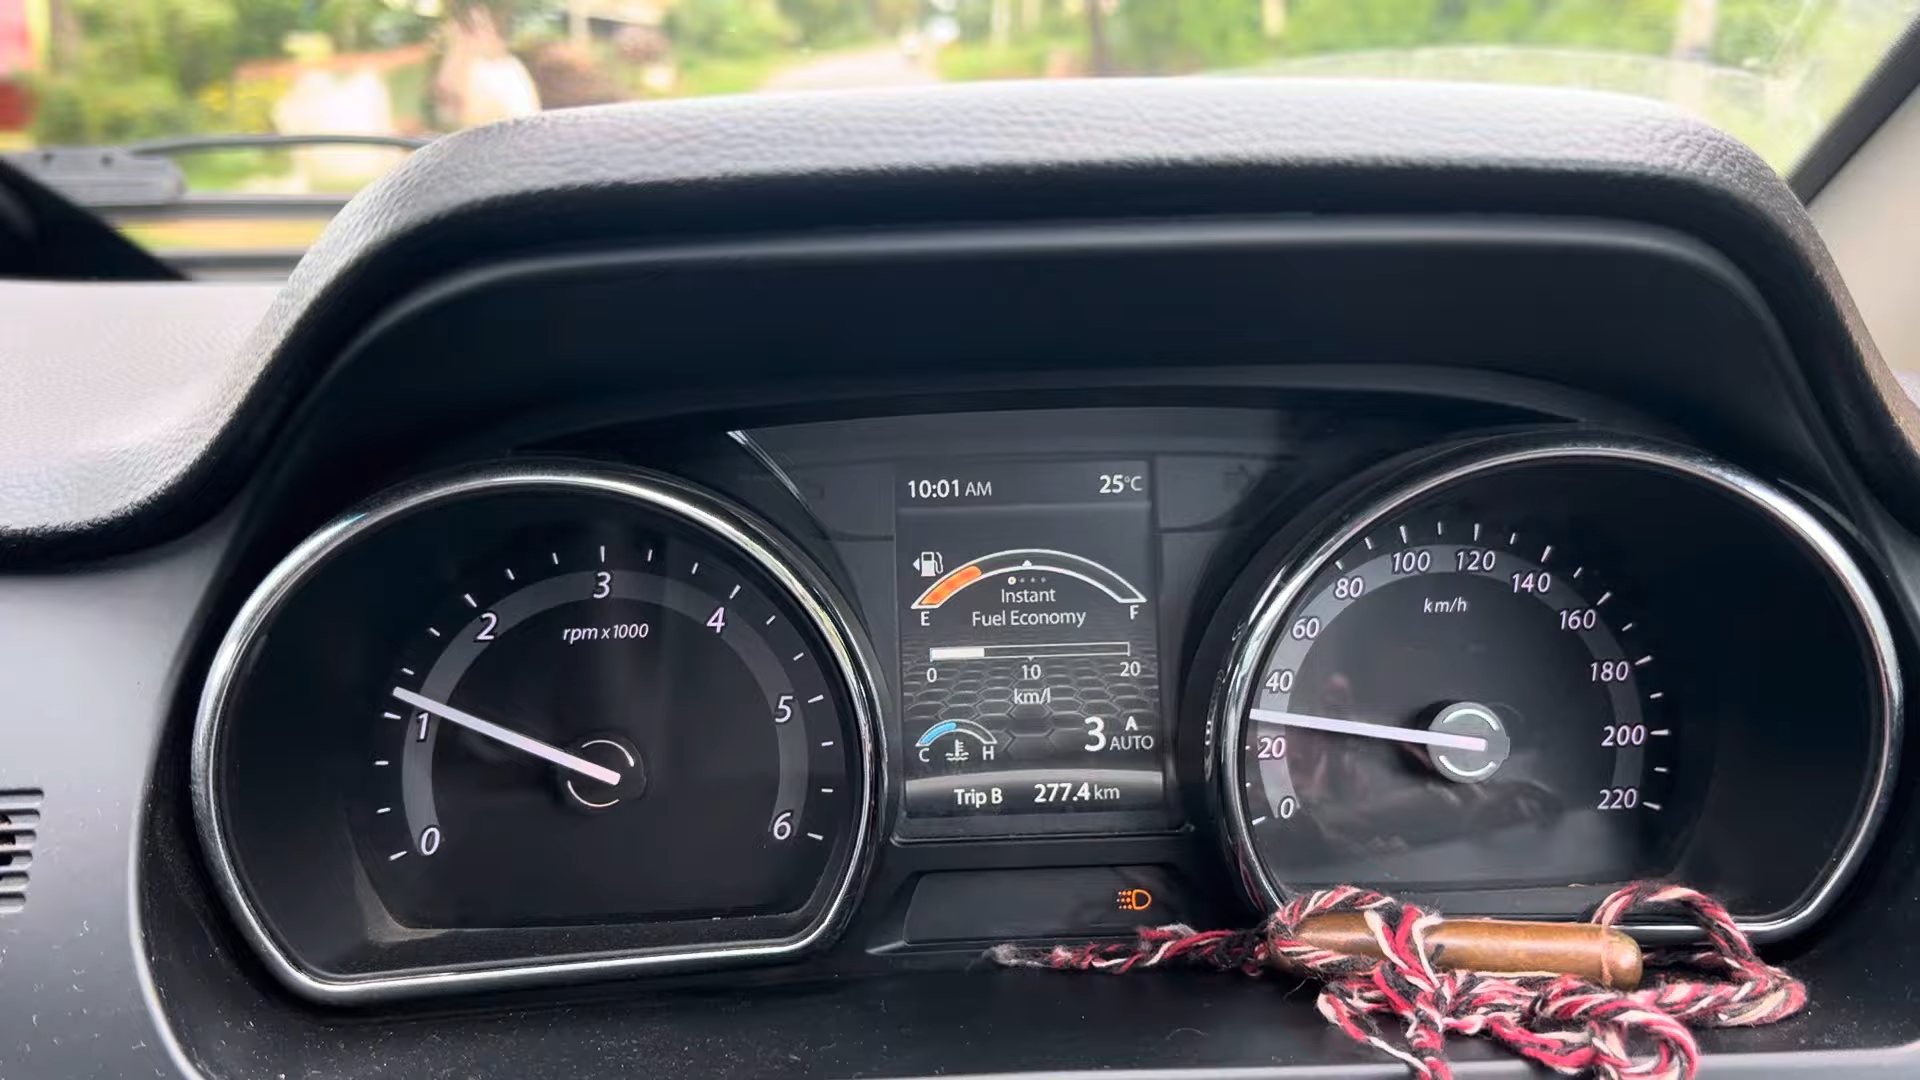 10:01 AM 25°C
E F
Instant
Fuel Economy
0 10 20
km/l
C H
3 A
AUTO
Trip B 277.4 km
0 1 2 3 4 5 6
rpm x 1000
0 20 40 60 80 100 120 140 160 180 200 220
km/h